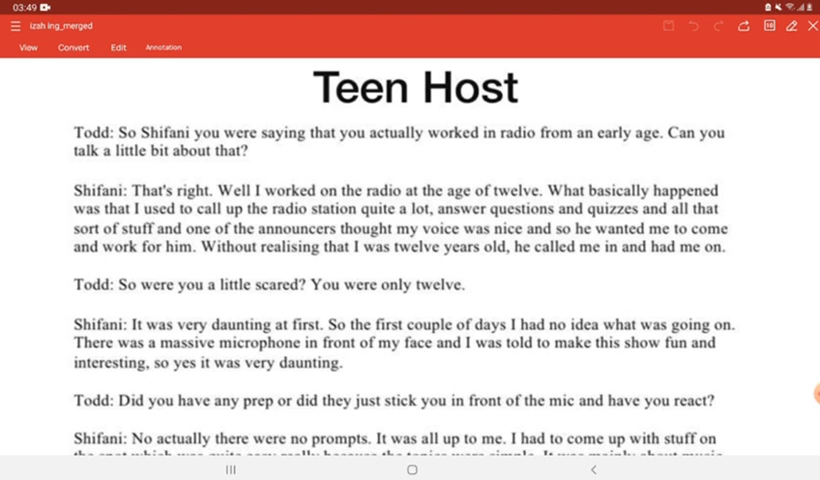 03:49
Izah ing_merged
View Convert Edit Annotation
Teen Host
Todd: So Shifani you were saying that you actually worked in radio from an early age. Can you
talk a little bit about that?
Shifani: That's right. Well I worked on the radio at the age of twelve. What basically happened
was that I used to call up the radio station quite a lot, answer questions and quizzes and all that
sort of stuff and one of the announcers thought my voice was nice and so he wanted me to come
and work for him. Without realising that I was twelve years old, he called me in and had me on.
Todd: So were you a little scared? You were only twelve.
Shifani: It was very daunting at first. So the first couple of days I had no idea what was going on.
There was a massive microphone in front of my face and I was told to make this show fun and
interesting, so yes it was very daunting.
Todd: Did you have any prep or did they just stick you in front of the mic and have you react?
Shifani: No actually there were no prompts. It was all up to me. I had to come up with stuff on